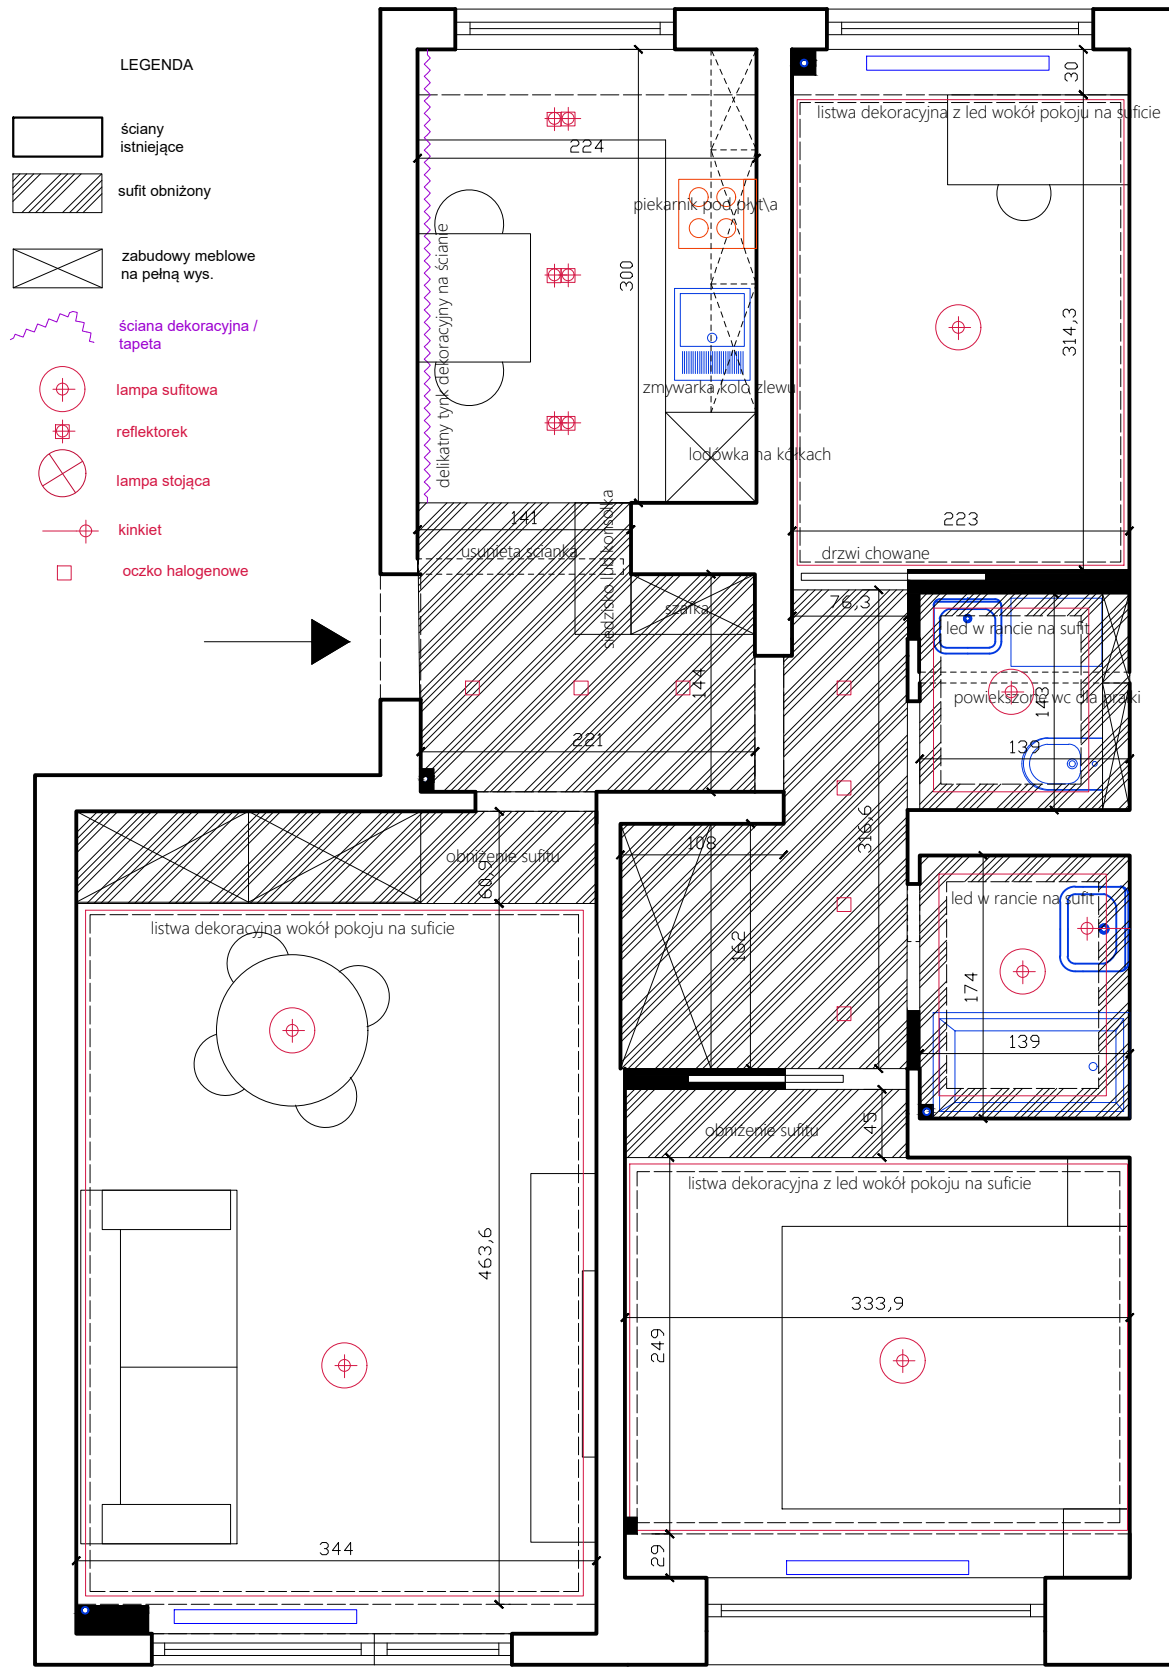 LEGENDA
ściany
istniejące
sufit obniżony
zabudowy meblowe
na pełną wys.
ściana dekoracyjna /
tapeta
lampa sufitowa
reflektorek
lampa stojąca
kinkiet
oczko halogenowe
30
listwa dekoracyjna z led wokół pokoju na suficie
224
piekarnik pod płyt\a
delikatny tynk dekoracyjny na ścianie
300
314,3
zmywarka koło zlewu
lodówka na kółkach
141
usunięta ścianka
siedzisko lub konsolka
szafka
223
drzwi chowane
76,3
led w rancie na sufit
144
powiększone wc dla pralki
143
139
221
obniżenie sufitu
60,9
108
316,6
162
listwa dekoracyjna wokół pokoju na suficie
led w rancie na sufit
174
139
obniżenie sufitu
45
listwa dekoracyjna z led wokół pokoju na suficie
463,6
333,9
249
344
29